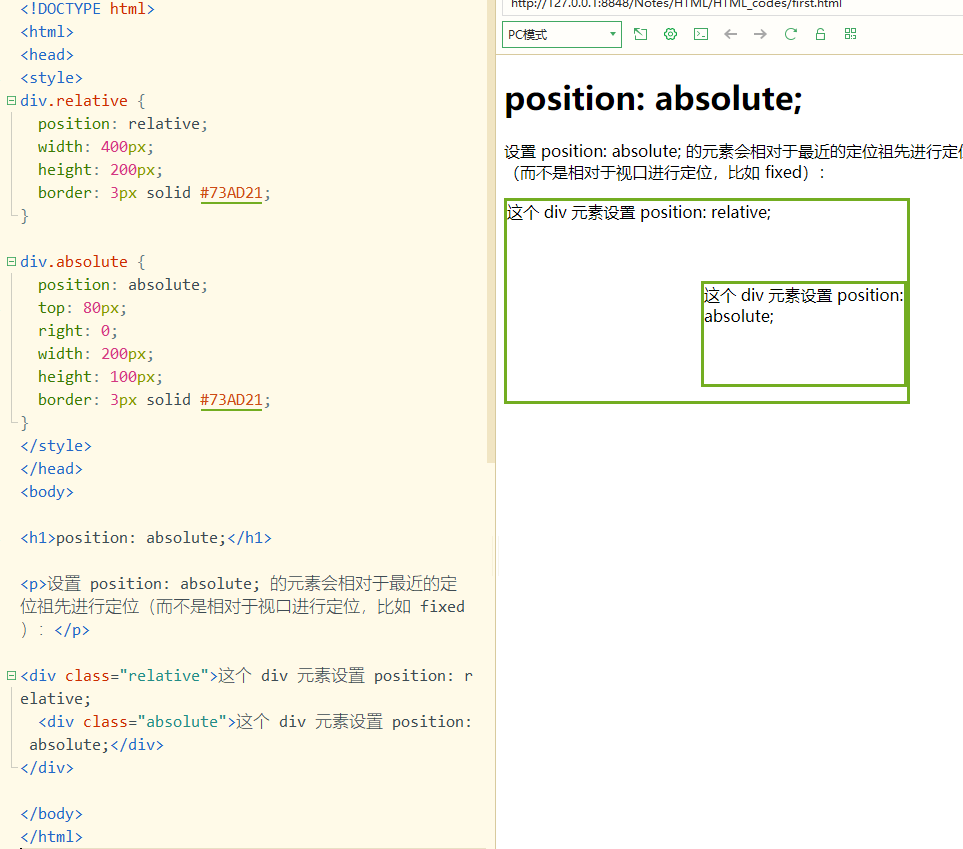 <!DOCTYPE html>
<html>
<head>
<style>
div.relative {
  position: relative;
  width: 400px;
  height: 200px;
  border: 3px solid #73AD21;
}
div.absolute {
  position: absolute;
  top: 80px;
  right: 0;
  width: 200px;
  height: 100px;
  border: 3px solid #73AD21;
}
</style>
</head>
<body>
<h1>position: absolute;</h1>
<p>设置 position: absolute; 的元素会相对于最近的定
位祖先进行定位（而不是相对于视口进行定位，比如 fixed
）：</p>
<div class="relative">这个 div 元素设置 position: r
elative;
  <div class="absolute">这个 div 元素设置 position:
 absolute;</div>
</div>
</body>
</html>
http://127.0.0.1:8848/Notes/HTML/HTML_codes/first.html
PC模式
position: absolute;
设置 position: absolute; 的元素会相对于最近的定位祖先进行定位
（而不是相对于视口进行定位，比如 fixed）：
这个 div 元素设置 position: relative;
这个 div 元素设置 position:
absolute;